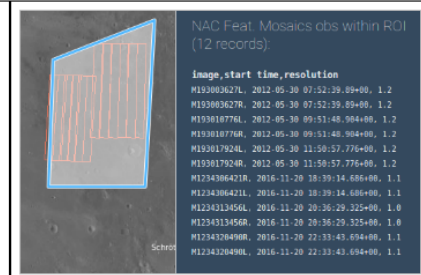 NAC Feat. Mosaics obs within ROI
(12 records):
image,start time,resolution
M193003627L, 2012-05-30 07:52:39.89+00, 1.2
M193003627R, 2012-05-30 07:52:39.89+00, 1.2
M193010776L, 2012-05-30 09:51:48.904+00, 1.2
M193010776R, 2012-05-30 09:51:48.904+00, 1.2
M193017924L, 2012-05-30 11:50:57.776+00, 1.2
M193017924R, 2012-05-30 11:50:57.776+00, 1.2
M1234306421R, 2016-11-20 18:39:14.686+00, 1.1
M1234306421L, 2016-11-20 18:39:14.686+00, 1.1
M1234313456L, 2016-11-20 20:36:29.325+00, 1.0
M1234313456R, 2016-11-20 20:36:29.325+00, 1.0
M1234320490R, 2016-11-20 22:33:43.694+00, 1.1
M1234320490L, 2016-11-20 22:33:43.694+00, 1.1
Schröt